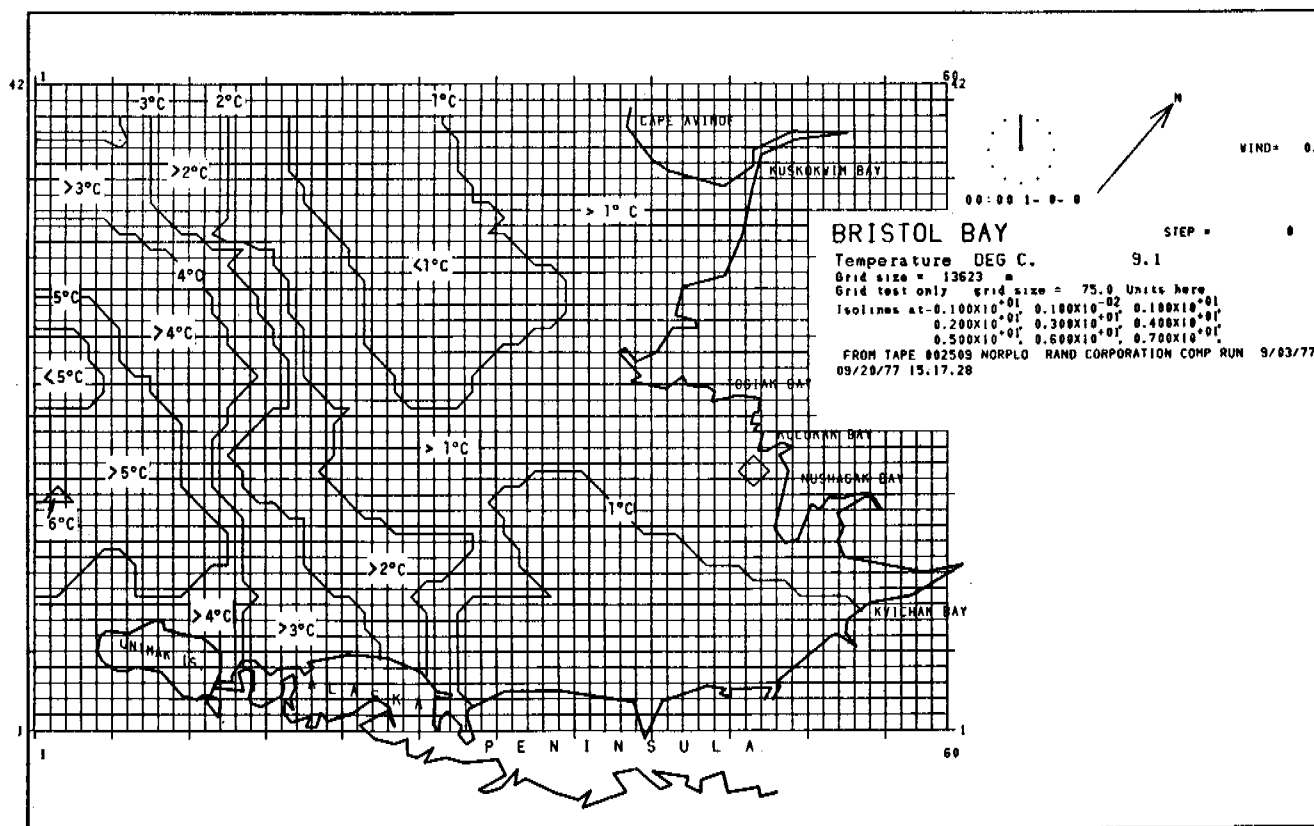 1
60
42
42
3°C
2°C
1°C
CAPE AVINOF
N
WIND= 0.
>2°C
KUSKOKWIM BAY
>3°C
00:00 1- 0- 0
> 1° C
BRISTOL BAY
STEP = 0
Temperature DEG C. 9.1
<1°C
4°C
Grid size = 13623 m
Grid test only grid size = 75.0 Units here
5°C
Isolines at-0.100X10+01, 0.100X10-02, 0.100X10+01,
0.200X10+01, 0.300X10+01, 0.400X10+01,
>4°C
0.500X10+01, 0.600X10+01, 0.700X10+01,
FROM TAPE 002509 NORPLO RAND CORPORATION COMP RUN 9/03/77
09/20/77 15.17.28
<5°C
TOGIAK BAY
KULUKAK BAY
> 1°C
>5°C
NUSHAGAK BAY
1°C
6°C
>2°C
>4°C
KVICHAK BAY
>3°C
UNIMAK IS.
ALASKA
1
1
PENINSULA
1
60